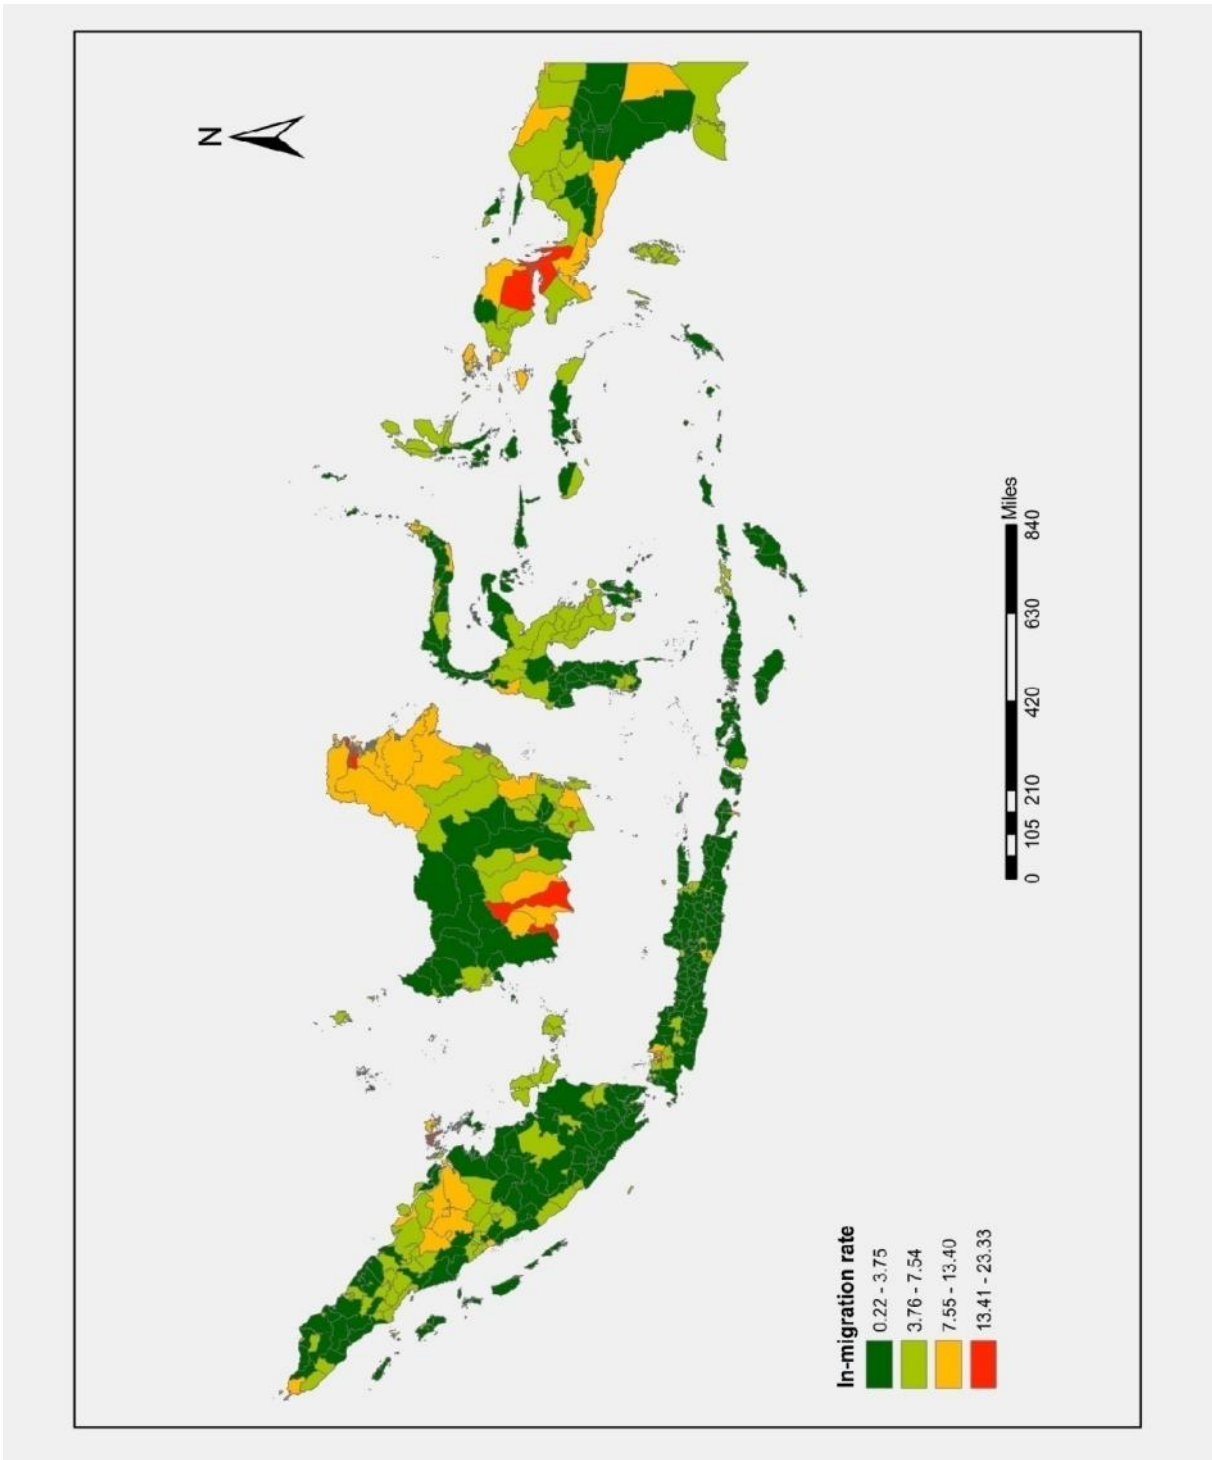 N
In-migration rate
0.22 - 3.75
3.76 - 7.54
7.55 - 13.40
13.41 - 23.33
0 105 210 420 630 840
Miles